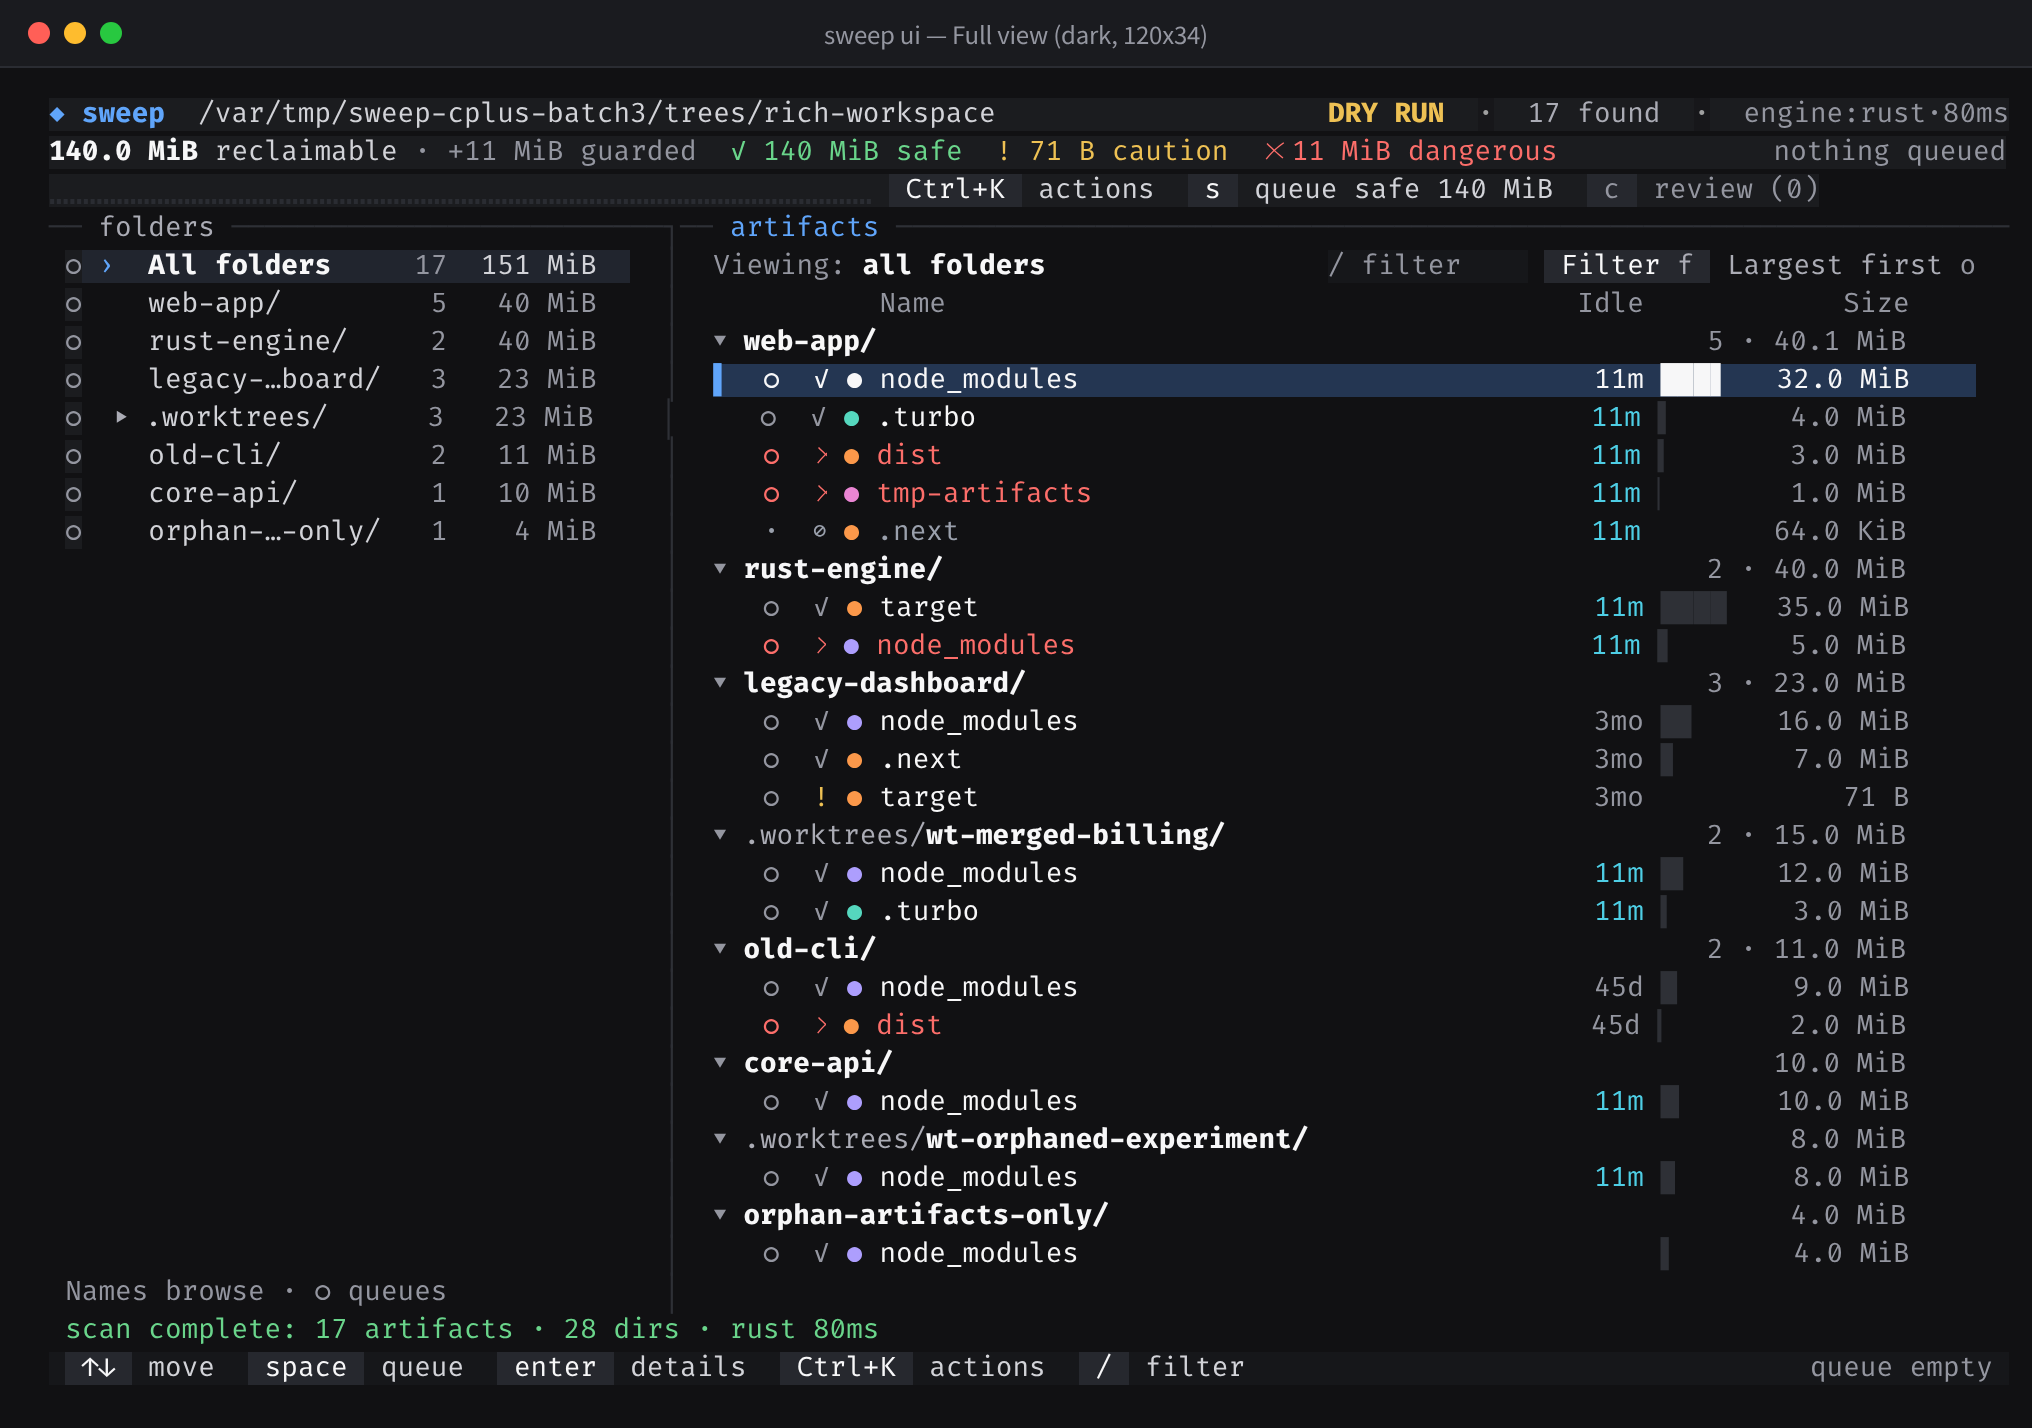 sweep ui — Full view (dark, 120x34)
◆ sweep /var/tmp/sweep-cplus-batch3/trees/rich-workspace DRY RUN · 17 found · engine:rust·80ms
140.0 MiB reclaimable · +11 MiB guarded √ 140 MiB safe ! 71 B caution ×11 MiB dangerous nothing queued
Ctrl+K actions s queue safe 140 MiB c review (0)
folders
○ › All folders 17 151 MiB
○ web-app/ 5 40 MiB
○ rust-engine/ 2 40 MiB
○ legacy-…board/ 3 23 MiB
○ ▸ .worktrees/ 3 23 MiB
○ old-cli/ 2 11 MiB
○ core-api/ 1 10 MiB
○ orphan-…-only/ 1 4 MiB
Names browse · ○ queues
artifacts
Viewing: all folders / filter Filter f Largest first o
Name Idle Size
▾ web-app/ 5 · 40.1 MiB
○ √ ● node_modules 11m 32.0 MiB
○ √ ● .turbo 11m 4.0 MiB
○ › ● dist 11m 3.0 MiB
○ › ● tmp-artifacts 11m 1.0 MiB
· ⊘ ● .next 11m 64.0 KiB
▾ rust-engine/ 2 · 40.0 MiB
○ √ ● target 11m 35.0 MiB
○ › ● node_modules 11m 5.0 MiB
▾ legacy-dashboard/ 3 · 23.0 MiB
○ √ ● node_modules 3mo 16.0 MiB
○ √ ● .next 3mo 7.0 MiB
○ ! ● target 3mo 71 B
▾ .worktrees/wt-merged-billing/ 2 · 15.0 MiB
○ √ ● node_modules 11m 12.0 MiB
○ √ ● .turbo 11m 3.0 MiB
▾ old-cli/ 2 · 11.0 MiB
○ √ ● node_modules 45d 9.0 MiB
○ › ● dist 45d 2.0 MiB
▾ core-api/ 10.0 MiB
○ √ ● node_modules 11m 10.0 MiB
▾ .worktrees/wt-orphaned-experiment/ 8.0 MiB
○ √ ● node_modules 11m 8.0 MiB
▾ orphan-artifacts-only/ 4.0 MiB
○ √ ● node_modules 4.0 MiB
scan complete: 17 artifacts · 28 dirs · rust 80ms
↑↓ move space queue enter details Ctrl+K actions / filter queue empty